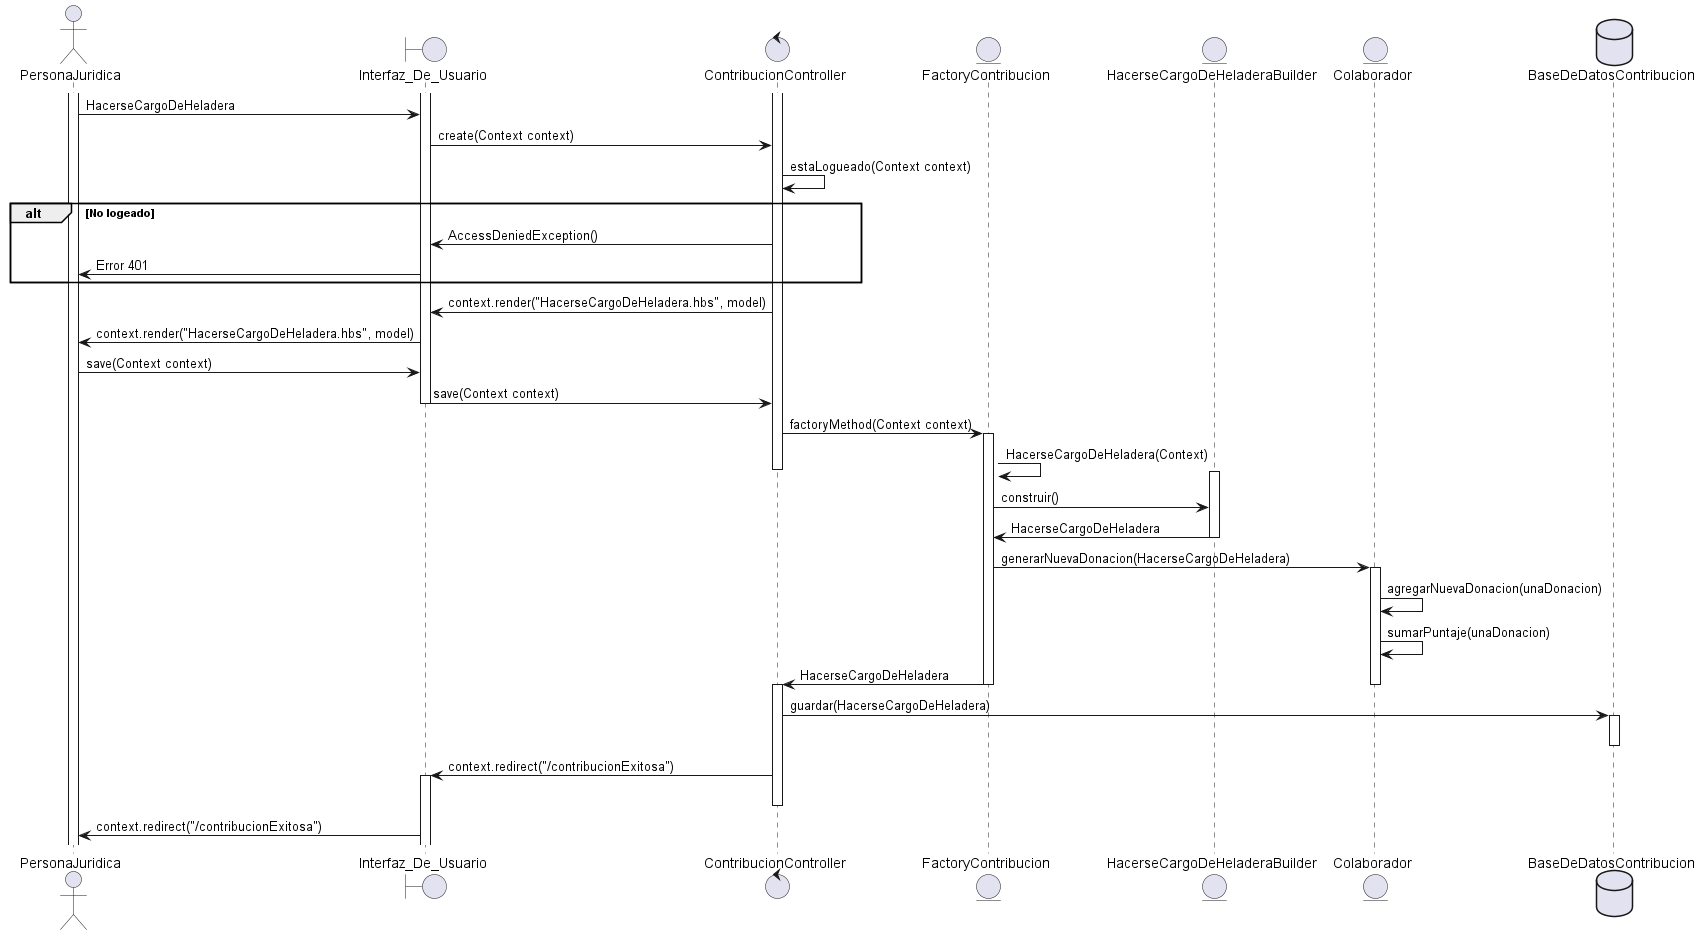 PersonaJuridica
Interfaz_De_Usuario
ContribucionController
FactoryContribucion
HacerseCargoDeHeladeraBuilder
Colaborador
BaseDeDatosContribucion
HacerseCargoDeHeladera
create(Context context)
estaLogueado(Context context)
alt
[No logeado]
AccessDeniedException()
Error 401
context.render("HacerseCargoDeHeladera.hbs", model)
context.render("HacerseCargoDeHeladera.hbs", model)
save(Context context)
save(Context context)
factoryMethod(Context context)
HacerseCargoDeHeladera(Context)
construir()
HacerseCargoDeHeladera
generarNuevaDonacion(HacerseCargoDeHeladera)
agregarNuevaDonacion(unaDonacion)
sumarPuntaje(unaDonacion)
HacerseCargoDeHeladera
guardar(HacerseCargoDeHeladera)
context.redirect("/contribucionExitosa")
context.redirect("/contribucionExitosa")
PersonaJuridica
Interfaz_De_Usuario
ContribucionController
FactoryContribucion
HacerseCargoDeHeladeraBuilder
Colaborador
BaseDeDatosContribucion